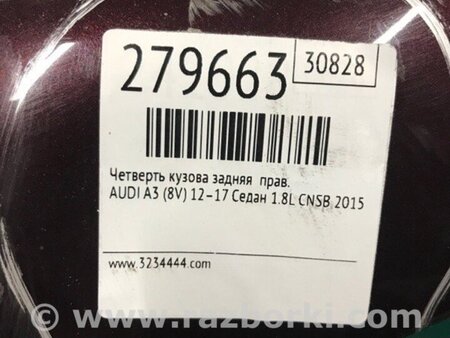 279663 30828
Четверть кузова задняя прав.
AUDI A3 (8V) 12-17 Седан 1.8L CNSB 2015
www.3234444.com
© www.razborki.com